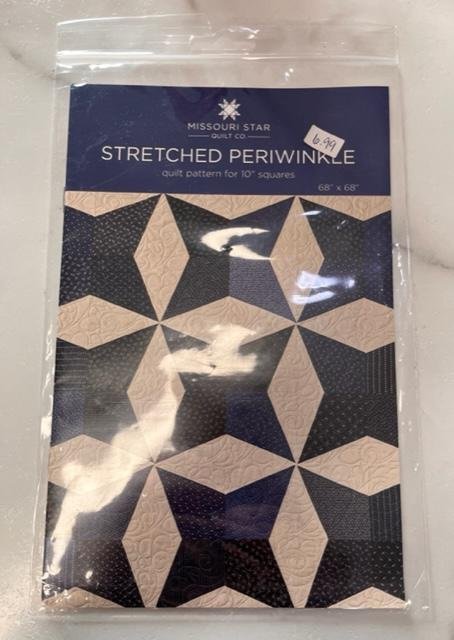 MISSOURI STAR
QUILT CO.
6.99
STRETCHED PERIWINKLE
quilt pattern for 10" squares
68" x 68"